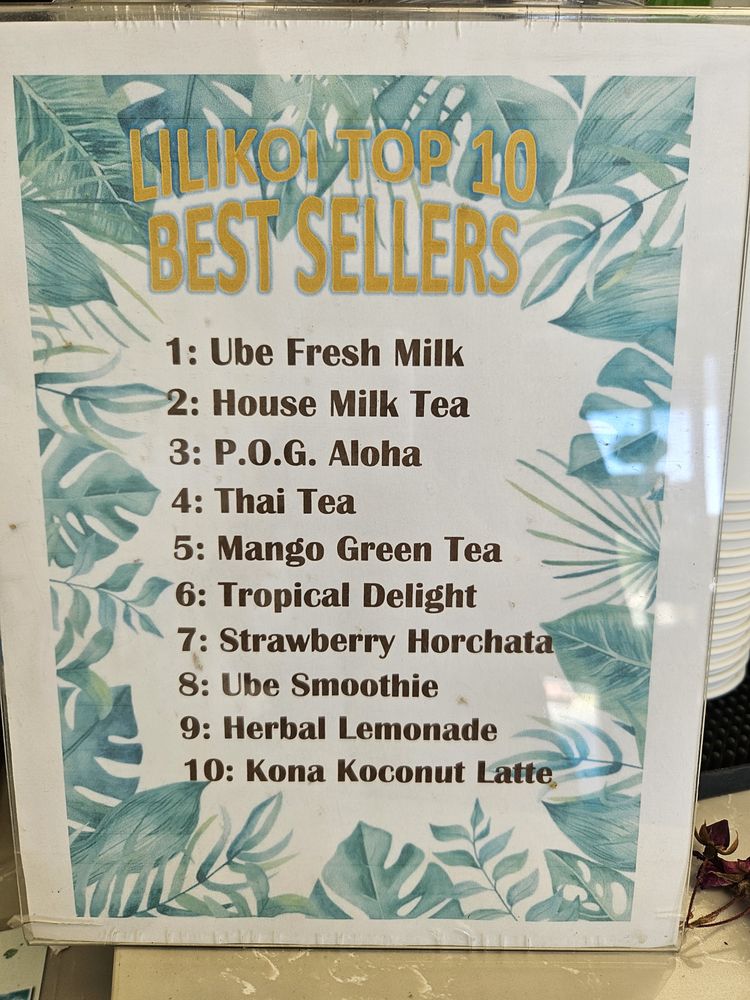 LILIKOI TOP 10
BEST SELLERS
1: Ube Fresh Milk
2: House Milk Tea
3: P.O.G. Aloha
4: Thai Tea
5: Mango Green Tea
6: Tropical Delight
7: Strawberry Horchata
8: Ube Smoothie
9: Herbal Lemonade
10: Kona Koconut Latte